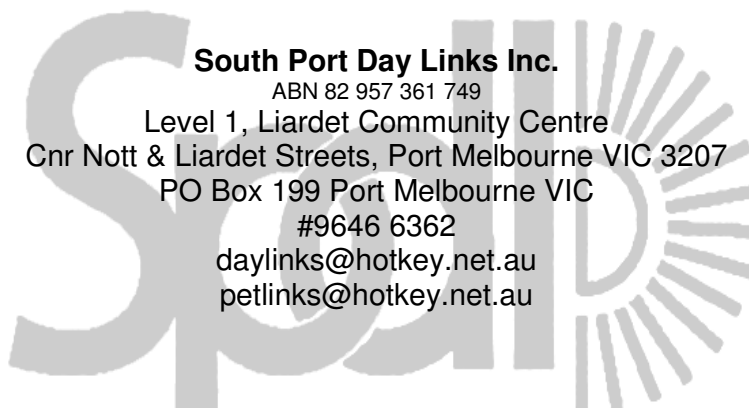 South Port Day Links Inc.
ABN 82 957 361 749
Level 1, Liardet Community Centre
Cnr Nott & Liardet Streets, Port Melbourne VIC 3207
PO Box 199 Port Melbourne VIC
#9646 6362
daylinks@hotkey.net.au
petlinks@hotkey.net.au
Spdl